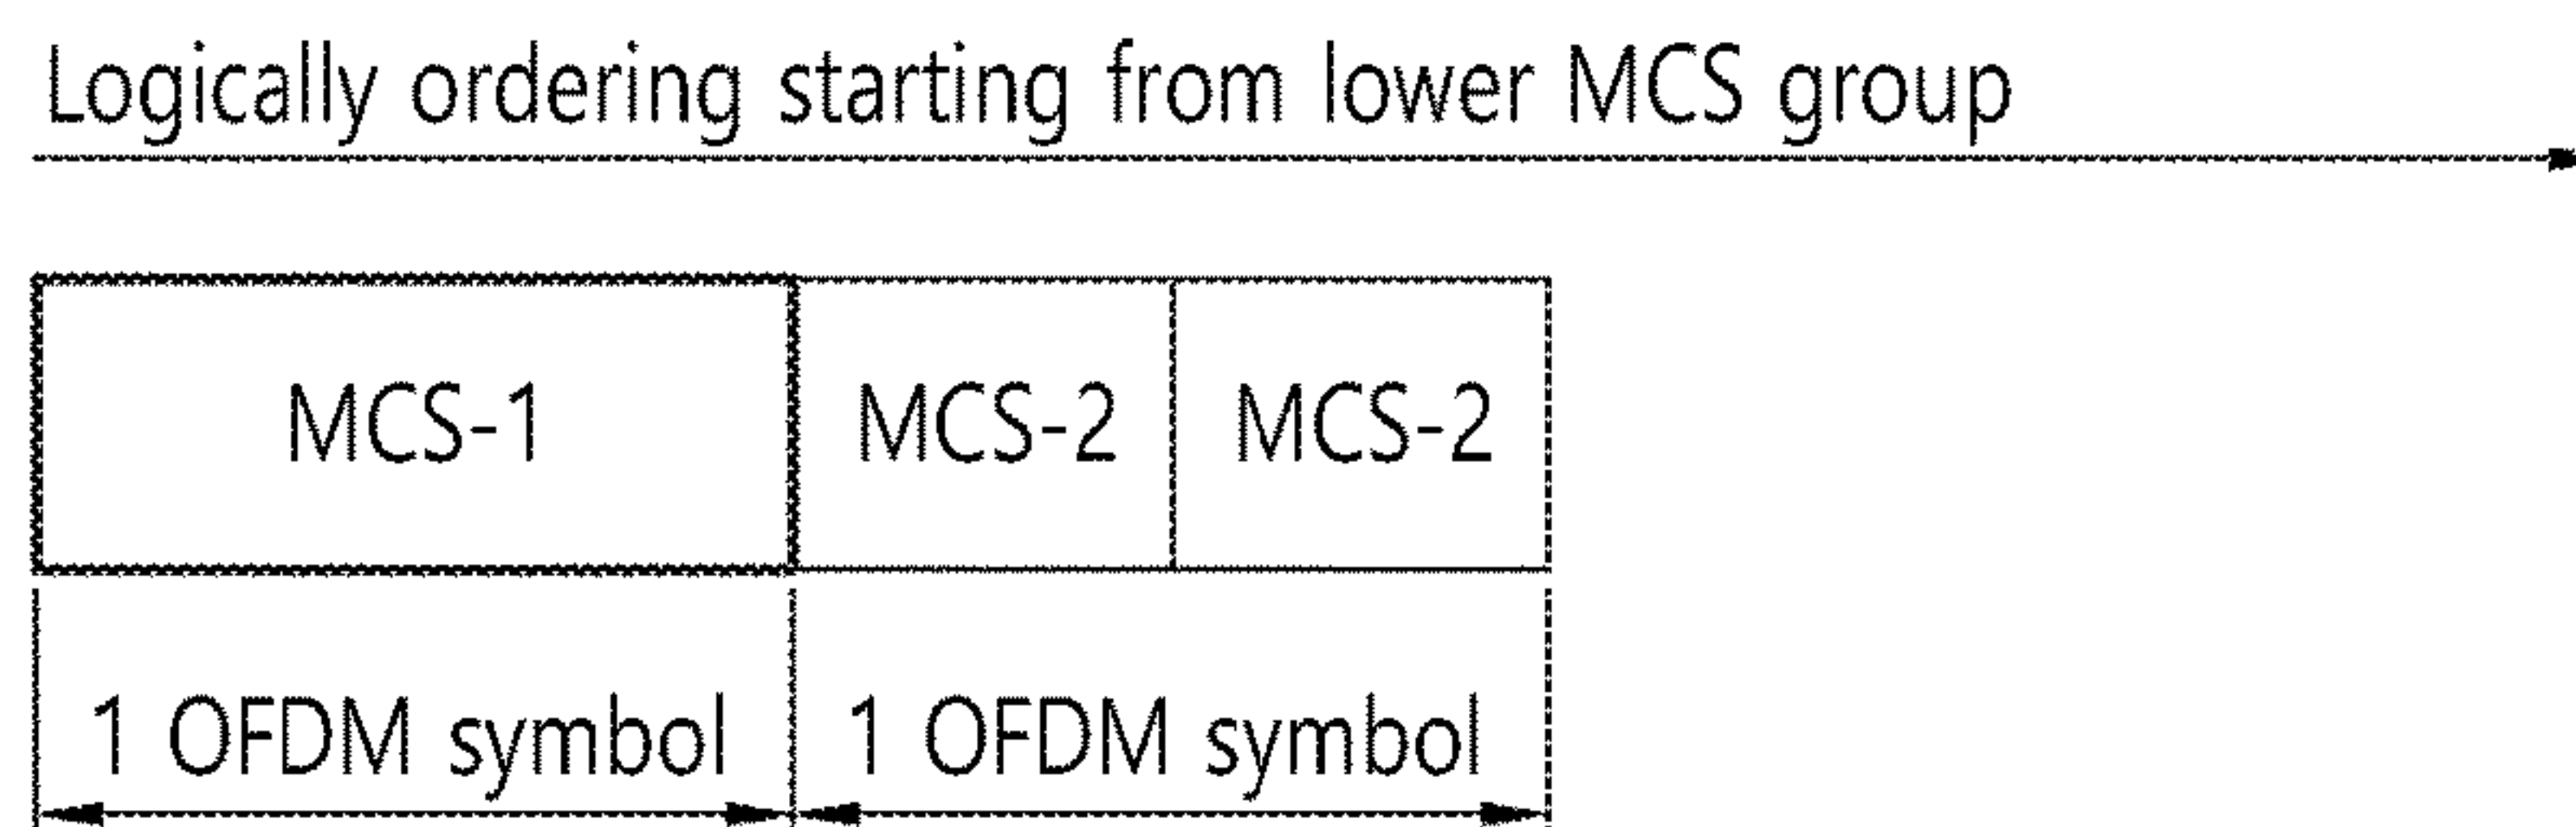 Logically ordering starting from lower MCS group
MCS-1 MCS-2 MCS-2
1 OFDM symbol 1 OFDM symbol